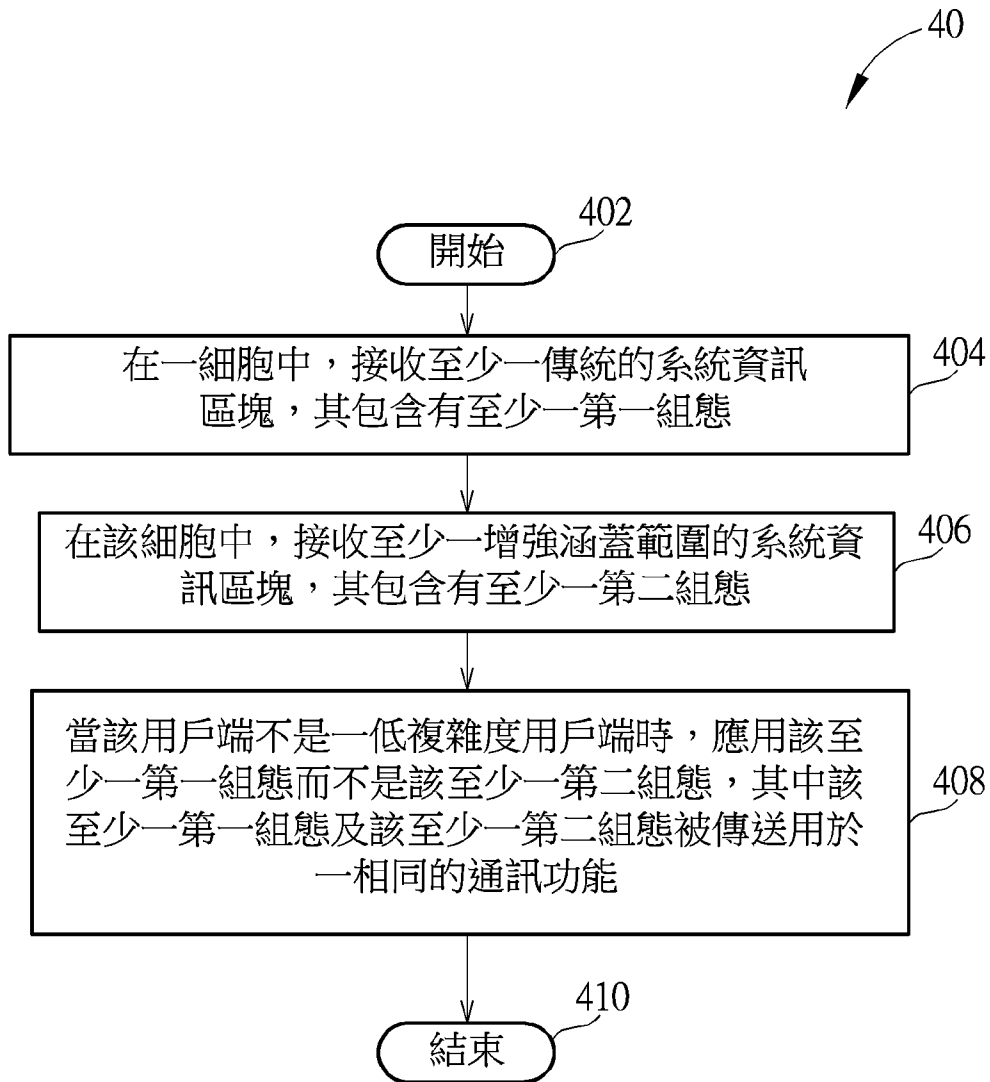 40
402
開始
在一細胞中，接收至少一傳統的系統資訊
區塊，其包含有至少一第一組態
404
在該細胞中，接收至少一增強涵蓋範圍的系統資
訊區塊，其包含有至少一第二組態
406
當該用戶端不是一低複雜度用戶端時，應用該至
少一第一組態而不是該至少一第二組態，其中該
至少一第一組態及該至少一第二組態被傳送用於
一相同的通訊功能
408
410
結束